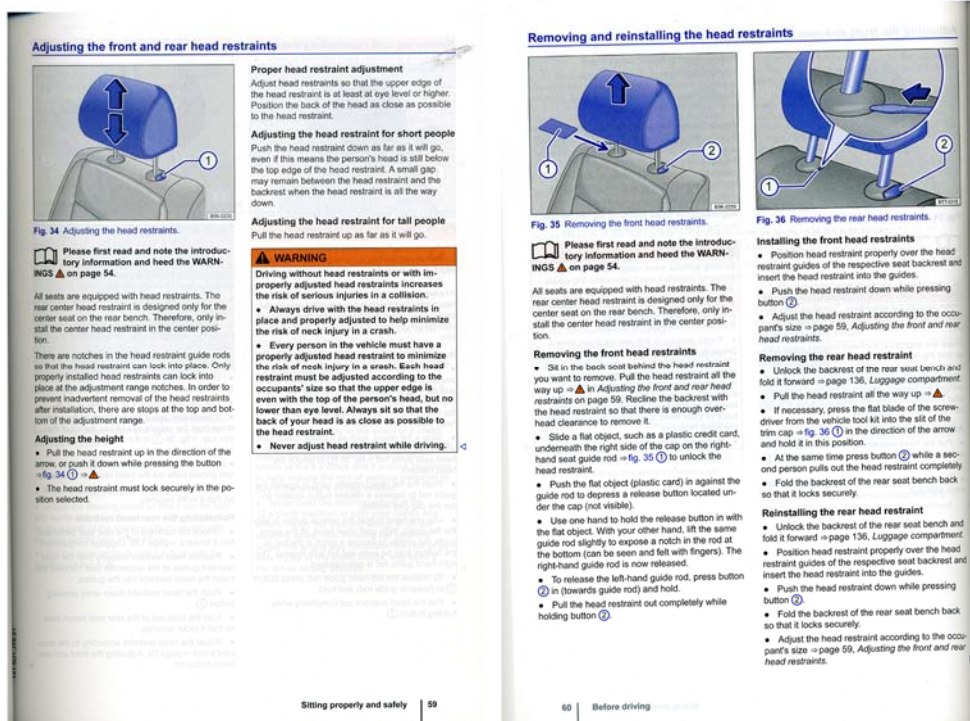 Adjusting the front and rear head restraints
1
Fig. 34 Adjusting the head restraints.
Please first read and note the introduc-
tory information and heed the WARN-
INGS ⚠ on page 54.
All seats are equipped with head restraints. The
rear center head restraint is designed only for the
center seat on the rear bench. Therefore, only in-
stall the center head restraint in the center posi-
tion.
There are notches in the head restraint guide rods
so that the head restraint can lock into place. Only
properly installed head restraints can lock into
place at the adjustment range notches. In order to
prevent inadvertent removal of the head restraints
after installation, there are stops at the top and bot-
tom of the adjustment range.
Adjusting the height
• Pull the head restraint up in the direction of the
arrow, or push it down while pressing the button
⇒fig. 34 ① ⇒⚠.
• The head restraint must lock securely in the po-
sition selected.
Proper head restraint adjustment
Adjust head restraints so that the upper edge of
the head restraint is at least at eye level or higher.
Position the back of the head as close as possible
to the head restraint.
Adjusting the head restraint for short people
Push the head restraint down as far as it will go,
even if this means the person's head is still below
the top edge of the head restraint. A small gap
may remain between the head restraint and the
backrest when the head restraint is all the way
down.
Adjusting the head restraint for tall people
Pull the head restraint up as far as it will go.
⚠ WARNING
Driving without head restraints or with im-
properly adjusted head restraints increases
the risk of serious injuries in a collision.
• Always drive with the head restraints in
place and properly adjusted to help minimize
the risk of neck injury in a crash.
• Every person in the vehicle must have a
properly adjusted head restraint to minimize
the risk of neck injury in a crash. Each head
restraint must be adjusted according to the
occupants' size so that the upper edge is
even with the top of the person's head, but no
lower than eye level. Always sit so that the
back of your head is as close as possible to
the head restraint.
• Never adjust head restraint while driving.
Sitting properly and safely 59
Removing and reinstalling the head restraints
1
2
Fig. 35 Removing the front head restraints.
Please first read and note the introduc-
tory information and heed the WARN-
INGS ⚠ on page 54.
All seats are equipped with head restraints. The
rear center head restraint is designed only for the
center seat on the rear bench. Therefore, only in-
stall the center head restraint in the center posi-
tion.
Removing the front head restraints
• Sit in the back seat behind the head restraint
you want to remove. Pull the head restraint all the
way up ⇒⚠ in Adjusting the front and rear head
restraints on page 59. Recline the backrest with
the head restraint so that there is enough over-
head clearance to remove it.
• Slide a flat object, such as a plastic credit card,
underneath the right side of the cap on the right-
hand seat guide rod ⇒fig. 35 ① to unlock the
head restraint.
• Push the flat object (plastic card) in against the
guide rod to depress a release button located un-
der the cap (not visible).
• Use one hand to hold the release button in with
the flat object. With your other hand, lift the same
guide rod slightly to expose a notch in the rod at
the bottom (can be seen and felt with fingers). The
right-hand guide rod is now released.
• To release the left-hand guide rod, press button
② in (towards guide rod) and hold.
• Pull the head restraint out completely while
holding button ②.
1
2
Fig. 36 Removing the rear head restraints.
Installing the front head restraints
• Position head restraint properly over the head
restraint guides of the respective seat backrest and
insert the head restraint into the guides.
• Push the head restraint down while pressing
button ②.
• Adjust the head restraint according to the occu-
pant's size ⇒page 59, Adjusting the front and rear
head restraints.
Removing the rear head restraint
• Unlock the backrest of the rear seat bench and
fold it forward ⇒page 136, Luggage compartment.
• Pull the head restraint all the way up ⇒⚠.
• If necessary, press the flat blade of the screw-
driver from the vehicle tool kit into the slit of the
trim cap ⇒fig. 36 ① in the direction of the arrow
and hold it in this position.
• At the same time press button ② while a sec-
ond person pulls out the head restraint completely.
• Fold the backrest of the rear seat bench back
so that it locks securely.
Reinstalling the rear head restraint
• Unlock the backrest of the rear seat bench and
fold it forward ⇒page 136, Luggage compartment.
• Position head restraint properly over the head
restraint guides of the respective seat backrest and
insert the head restraint into the guides.
• Push the head restraint down while pressing
button ②.
• Fold the backrest of the rear seat bench back
so that it locks securely.
• Adjust the head restraint according to the occu-
pant's size ⇒page 59, Adjusting the front and rear
head restraints.
60 Before driving